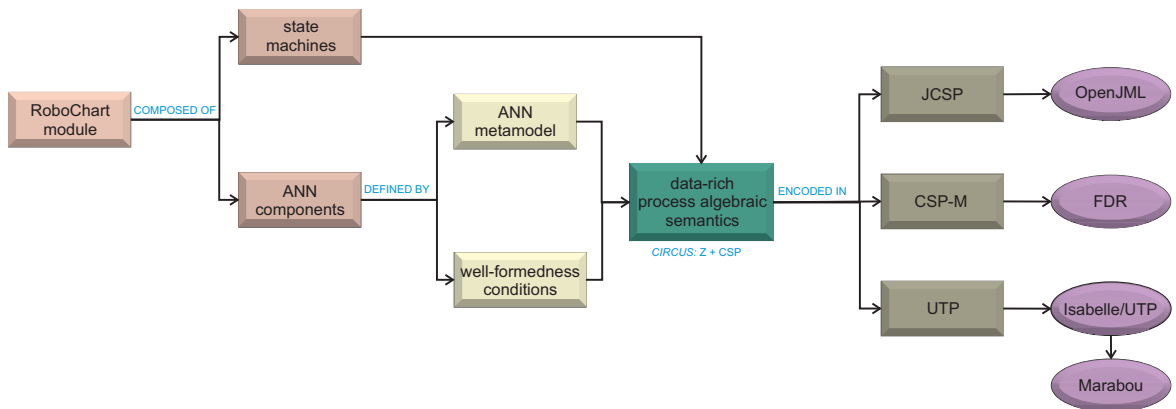 state
machines
RoboChart
module
COMPOSED OF
ANN
components
DEFINED BY
ANN
metamodel
well-formedness
conditions
data-rich
process algebraic
semantics
CIRCUS: Z + CSP
ENCODED IN
JCSP
OpenJML
CSP-M
FDR
UTP
Isabelle/UTP
Marabou